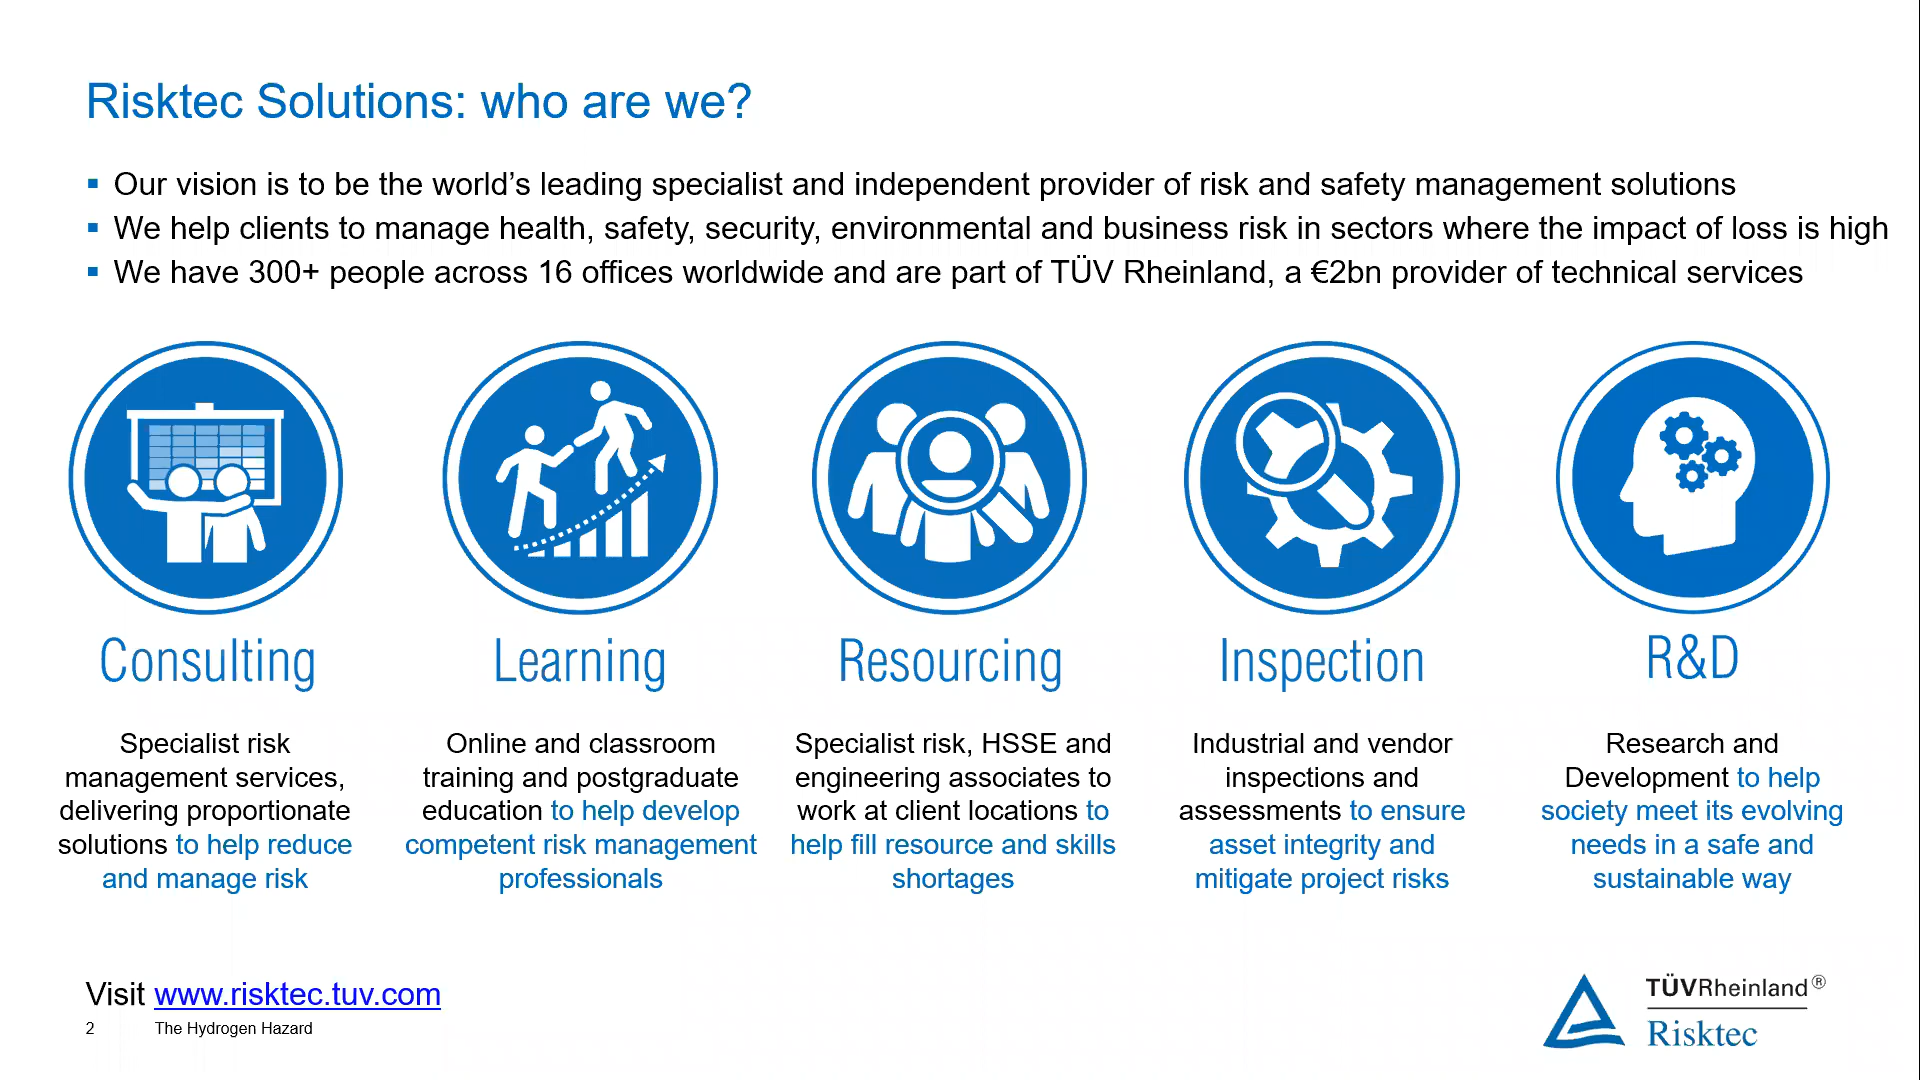 Risktec Solutions: who are we?
▪ Our vision is to be the world’s leading specialist and independent provider of risk and safety management solutions
▪ We help clients to manage health, safety, security, environmental and business risk in sectors where the impact of loss is high
▪ We have 300+ people across 16 offices worldwide and are part of TÜV Rheinland, a €2bn provider of technical services
Consulting
Specialist risk
management services,
delivering proportionate
solutions to help reduce
and manage risk
Learning
Online and classroom
training and postgraduate
education to help develop
competent risk management
professionals
Resourcing
Specialist risk, HSSE and
engineering associates to
work at client locations to
help fill resource and skills
shortages
Inspection
Industrial and vendor
inspections and
assessments to ensure
asset integrity and
mitigate project risks
R&D
Research and
Development to help
society meet its evolving
needs in a safe and
sustainable way
Visit www.risktec.tuv.com
2 The Hydrogen Hazard
TÜVRheinland®
Risktec